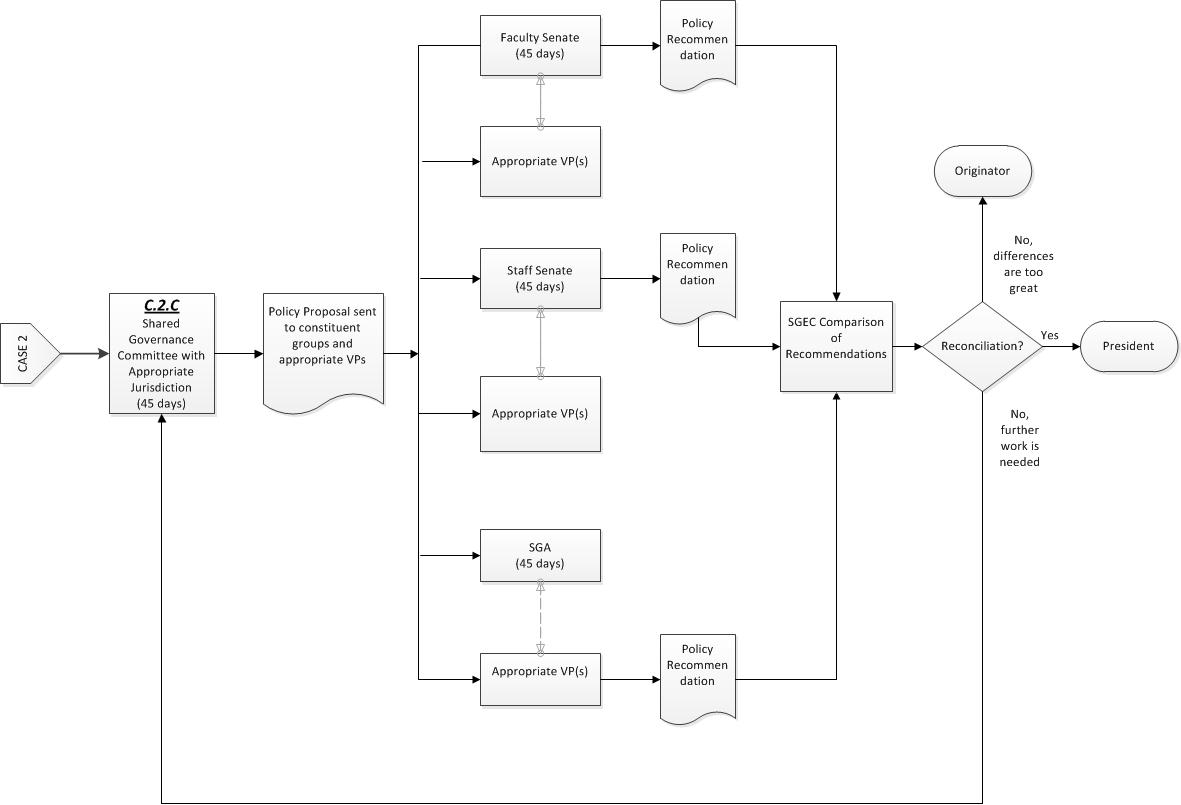 CASE 2
C.2.C
Shared
Governance
Committee with
Appropriate
Jurisdiction
(45 days)
Policy Proposal sent
to constituent
groups and
appropriate VPs
Faculty Senate
(45 days)
Appropriate VP(s)
Staff Senate
(45 days)
Appropriate VP(s)
SGA
(45 days)
Appropriate VP(s)
Policy
Recommen
dation
Policy
Recommen
dation
Policy
Recommen
dation
SGEC Comparison
of
Recommendations
Reconciliation?
Originator
No,
differences
are too
great
Yes
President
No,
further
work is
needed